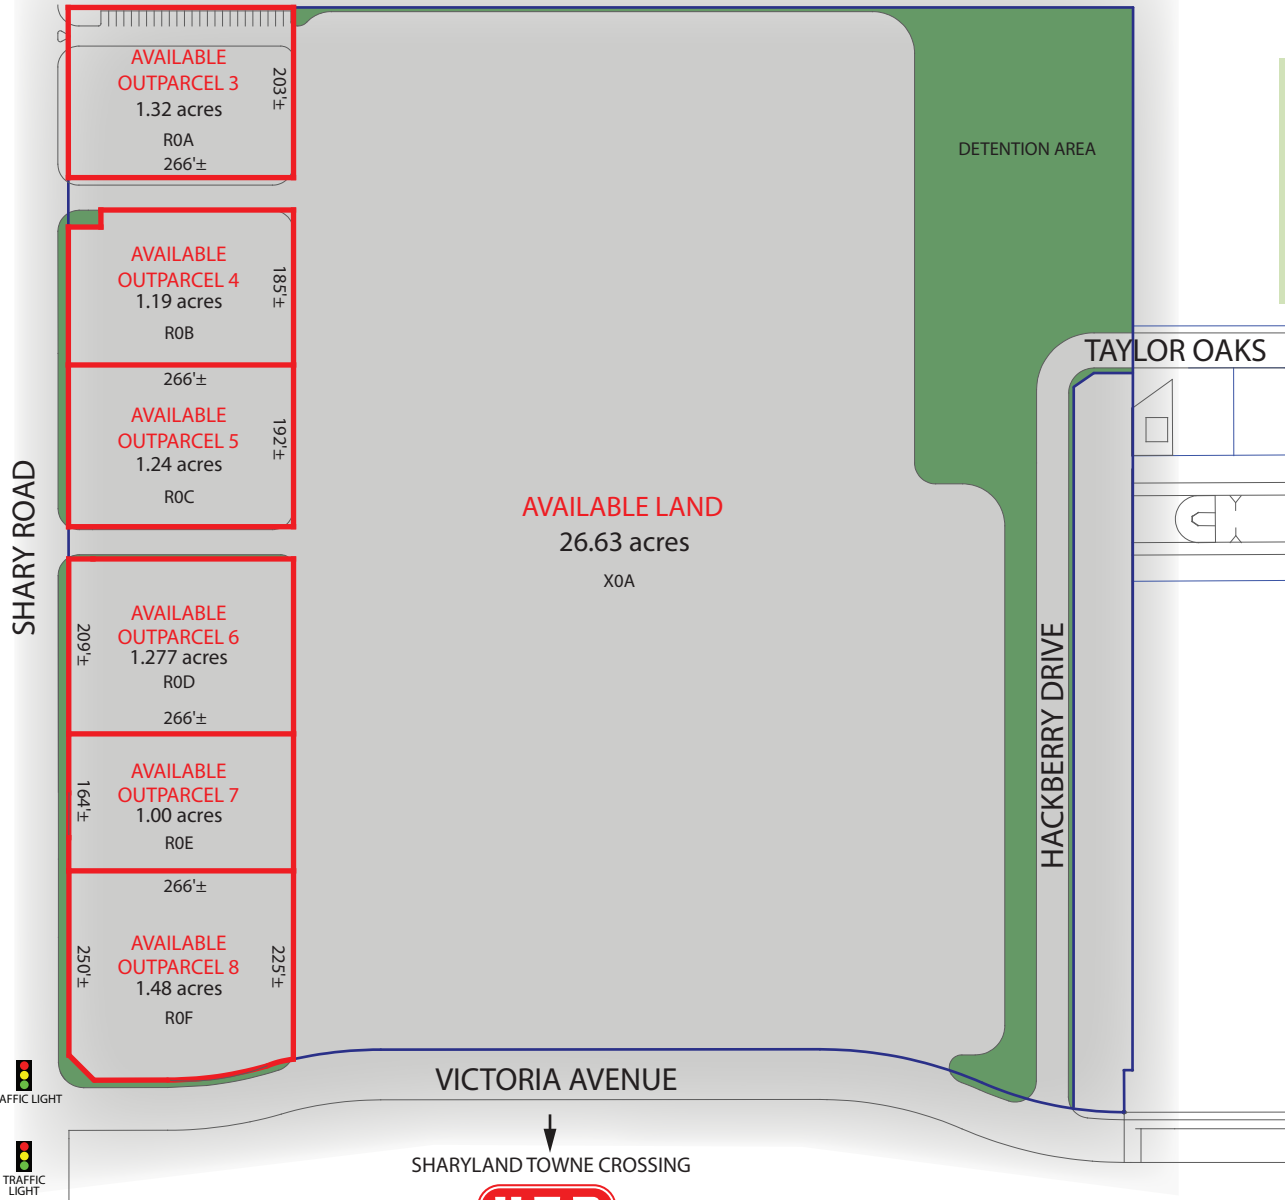 AVAILABLE
OUTPARCEL 3
1.32 acres
R0A
266'±
203'±
DETENTION AREA
AVAILABLE
OUTPARCEL 4
1.19 acres
R0B
185'±
266'±
AVAILABLE
OUTPARCEL 5
1.24 acres
R0C
192'±
TAYLOR OAKS
SHARY ROAD
AVAILABLE LAND
26.63 acres
X0A
AVAILABLE
OUTPARCEL 6
1.277 acres
R0D
266'±
209'±
HACKBERRY DRIVE
AVAILABLE
OUTPARCEL 7
1.00 acres
R0E
164'±
266'±
AVAILABLE
OUTPARCEL 8
1.48 acres
R0F
250'±
225'±
VICTORIA AVENUE
AFFIC LIGHT
SHARYLAND TOWNE CROSSING
TRAFFIC
LIGHT